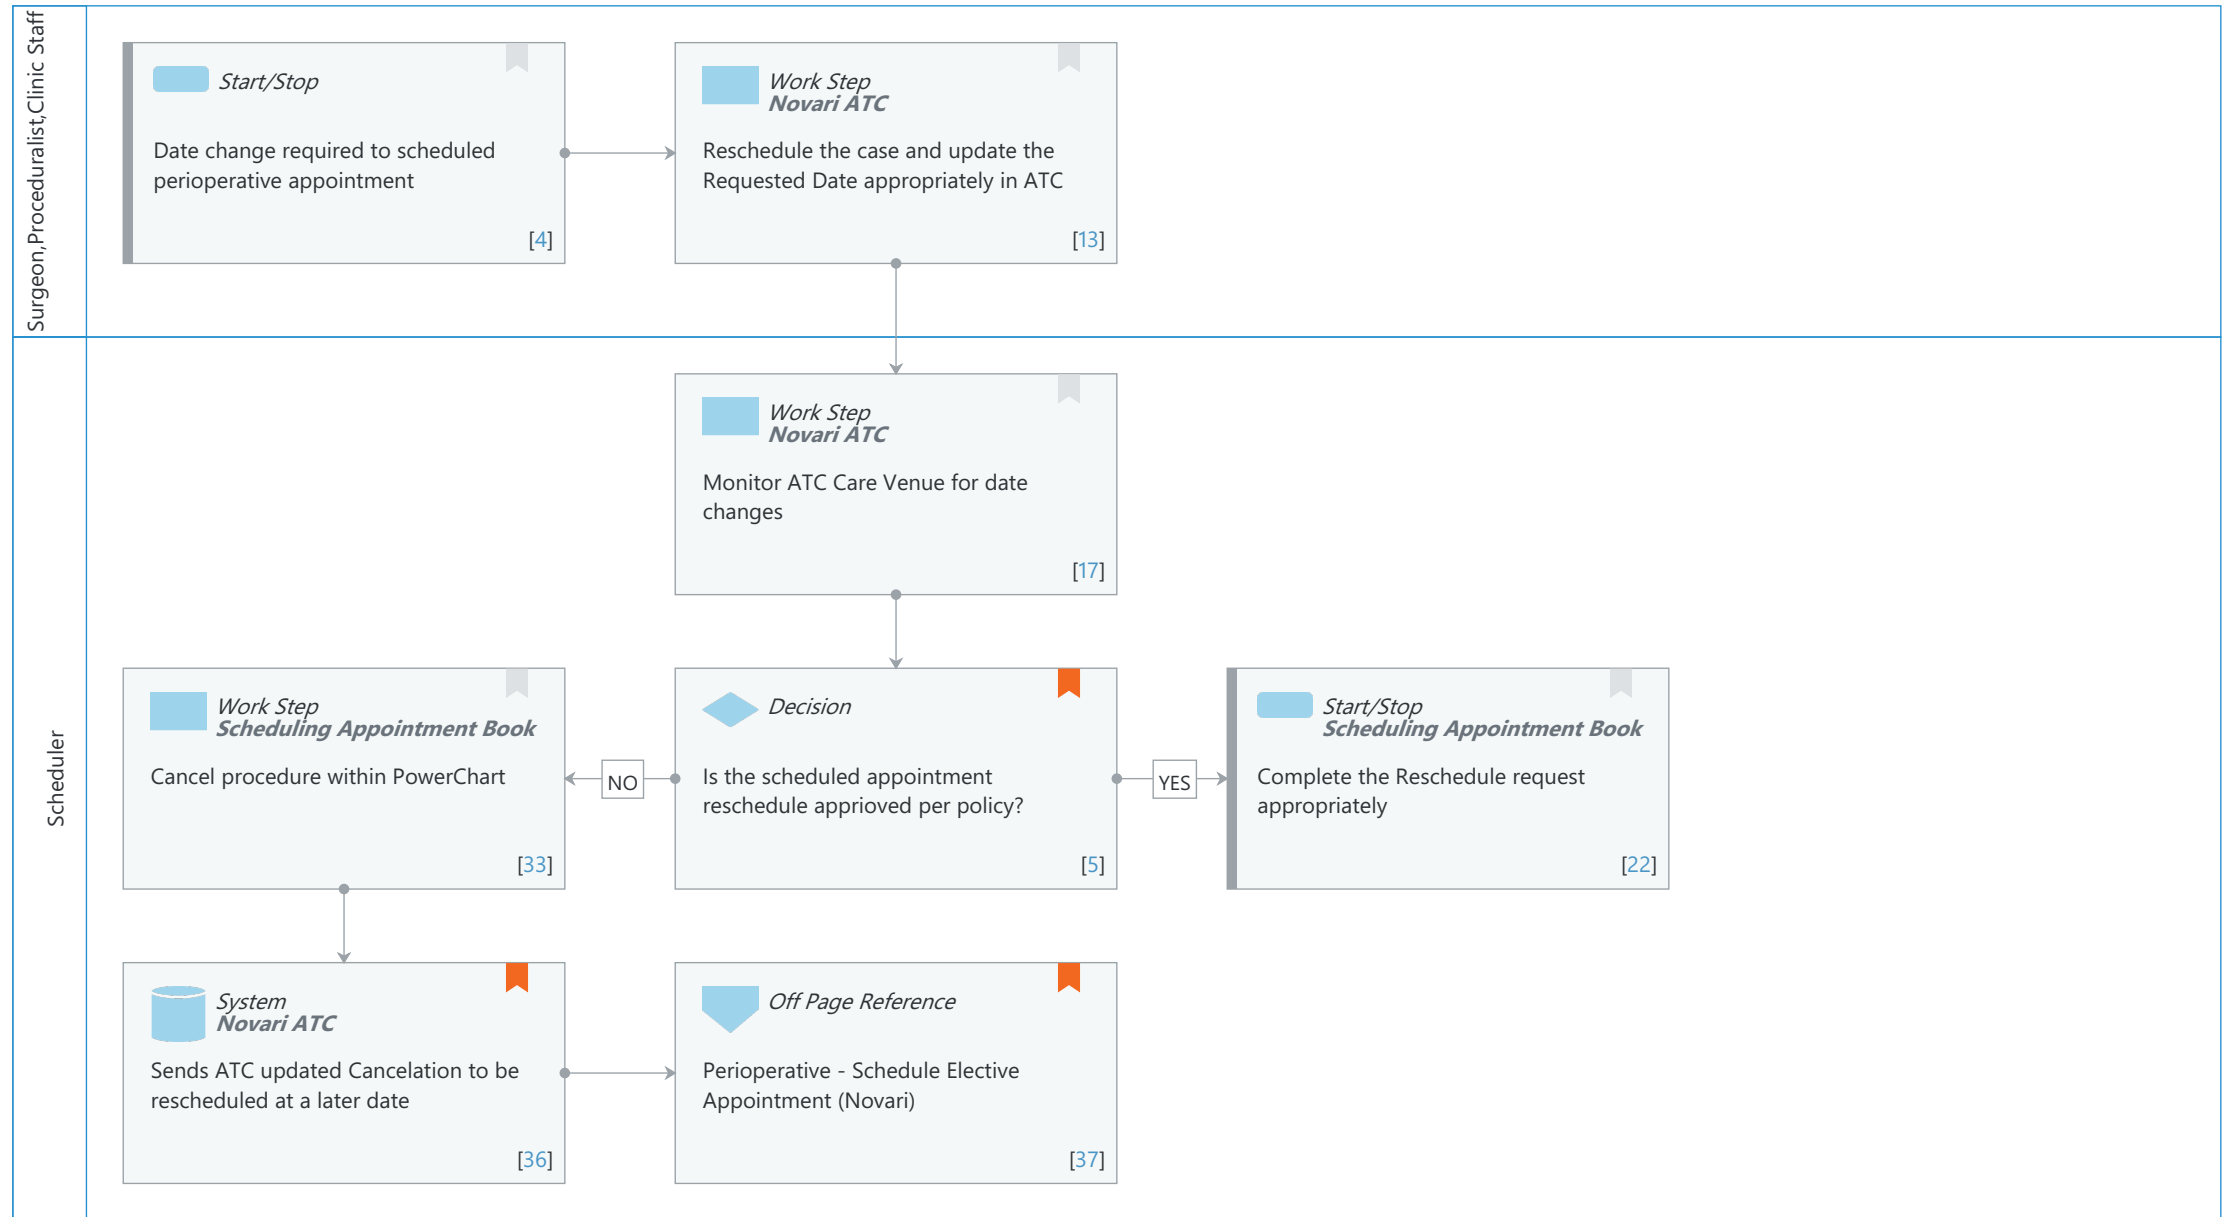 Surgeon,Proceduralist,Clinic Staff
Start/Stop
Date change required to scheduled
perioperative appointment
[4]
Work Step
Novari ATC
Reschedule the case and update the
Requested Date appropriately in ATC
[13]
Scheduler
Work Step
Novari ATC
Monitor ATC Care Venue for date
changes
[17]
Work Step
Scheduling Appointment Book
Cancel procedure within PowerChart
[33]
NO
Decision
Is the scheduled appointment
reschedule apprioved per policy?
[5]
YES
Start/Stop
Scheduling Appointment Book
Complete the Reschedule request
appropriately
[22]
System
Novari ATC
Sends ATC updated Cancelation to be
rescheduled at a later date
[36]
Off Page Reference
Perioperative - Schedule Elective
Appointment (Novari)
[37]